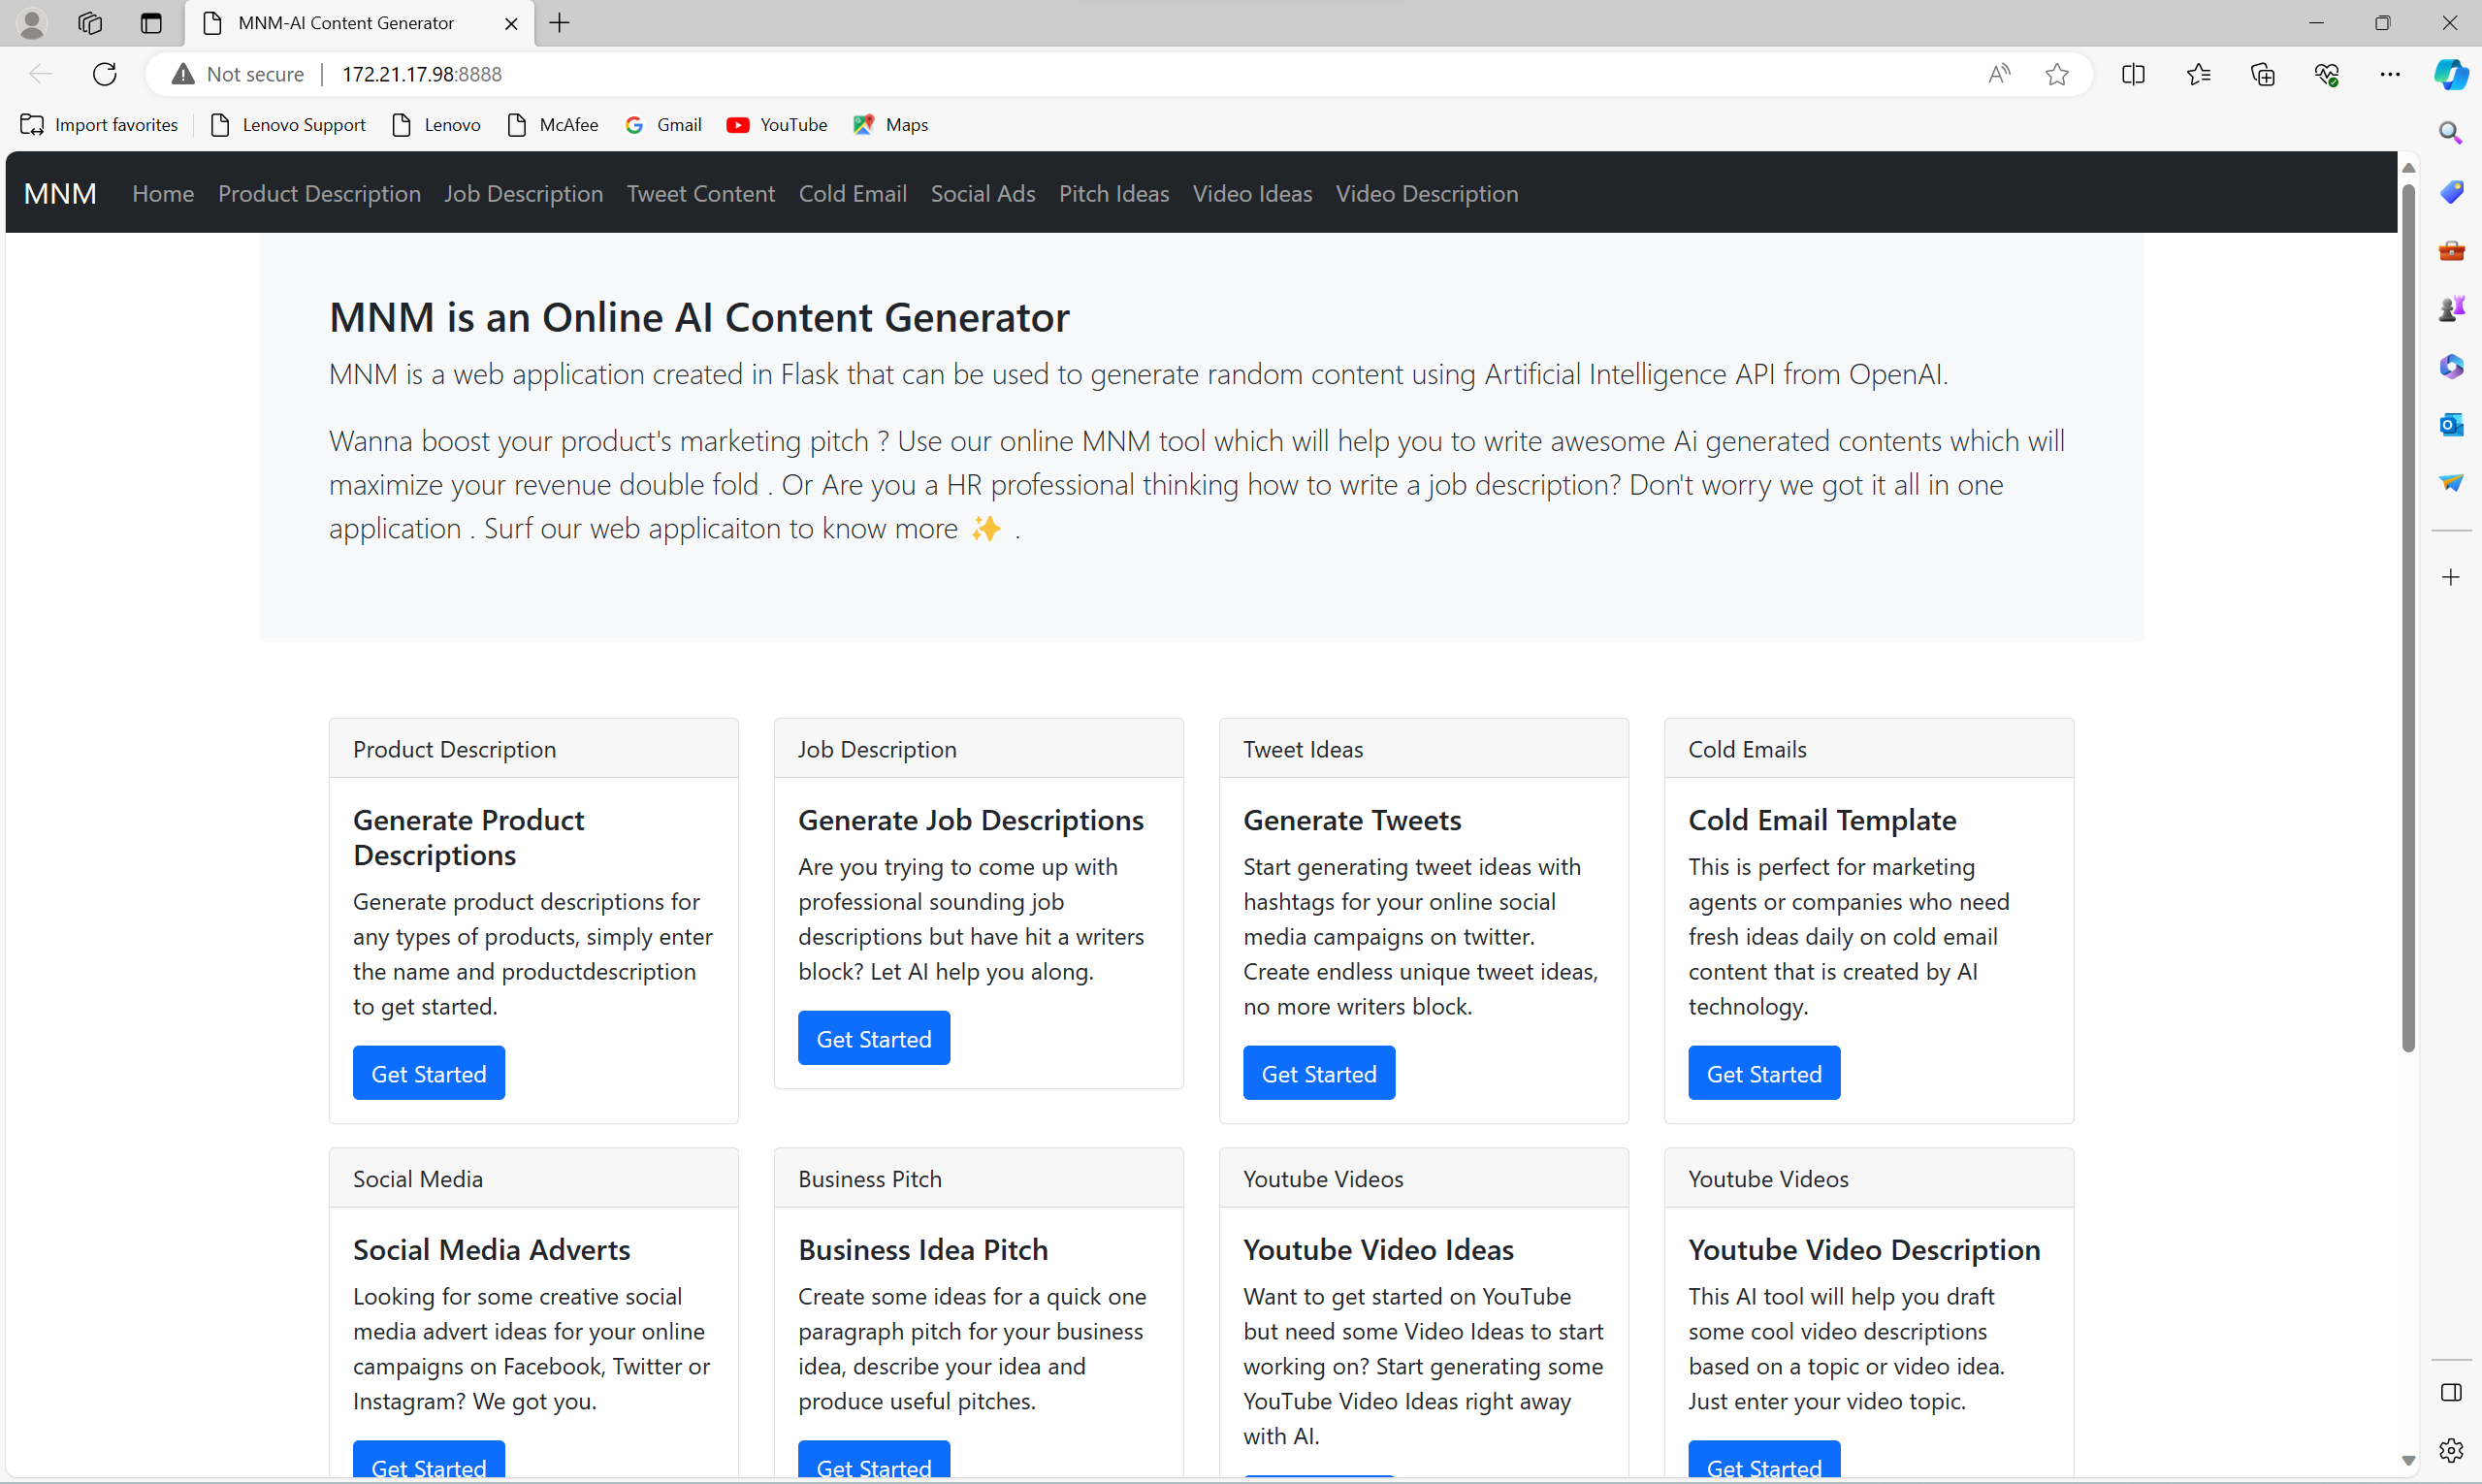 MNM-AI Content Generator
Not secure
172.21.17.98:8888
Import favorites
Lenovo Support
Lenovo
McAfee
Gmail
YouTube
Maps
MNM
Home
Product Description
Job Description
Tweet Content
Cold Email
Social Ads
Pitch Ideas
Video Ideas
Video Description
MNM is an Online AI Content Generator
MNM is a web application created in Flask that can be used to generate random content using Artificial Intelligence API from OpenAI.
Wanna boost your product's marketing pitch ? Use our online MNM tool which will help you to write awesome Ai generated contents which will
maximize your revenue double fold . Or Are you a HR professional thinking how to write a job description? Don't worry we got it all in one
application . Surf our web applicaiton to know more ✨ .
Product Description
Generate Product
Descriptions
Generate product descriptions for
any types of products, simply enter
the name and productdescription
to get started.
Get Started
Job Description
Generate Job Descriptions
Are you trying to come up with
professional sounding job
descriptions but have hit a writers
block? Let AI help you along.
Get Started
Tweet Ideas
Generate Tweets
Start generating tweet ideas with
hashtags for your online social
media campaigns on twitter.
Create endless unique tweet ideas,
no more writers block.
Get Started
Cold Emails
Cold Email Template
This is perfect for marketing
agents or companies who need
fresh ideas daily on cold email
content that is created by AI
technology.
Get Started
Social Media
Social Media Adverts
Looking for some creative social
media advert ideas for your online
campaigns on Facebook, Twitter or
Instagram? We got you.
Get Started
Business Pitch
Business Idea Pitch
Create some ideas for a quick one
paragraph pitch for your business
idea, describe your idea and
produce useful pitches.
Get Started
Youtube Videos
Youtube Video Ideas
Want to get started on YouTube
but need some Video Ideas to start
working on? Start generating some
YouTube Video Ideas right away
with AI.
Youtube Videos
Youtube Video Description
This AI tool will help you draft
some cool video descriptions
based on a topic or video idea.
Just enter your video topic.
Get Started